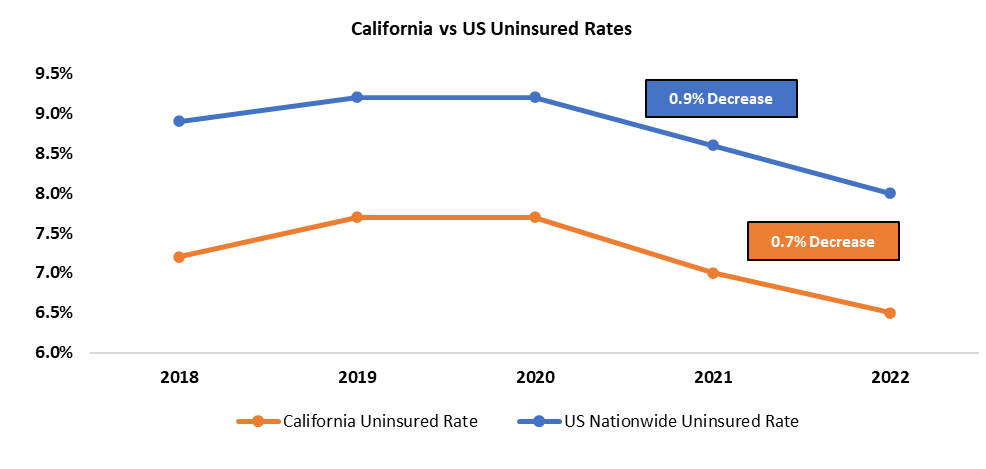 California vs US Uninsured Rates
9.5%
9.0%
8.5%
8.0%
7.5%
7.0%
6.5%
6.0%
0.9% Decrease
0.7% Decrease
2018 2019 2020 2021 2022
California Uninsured Rate US Nationwide Uninsured Rate